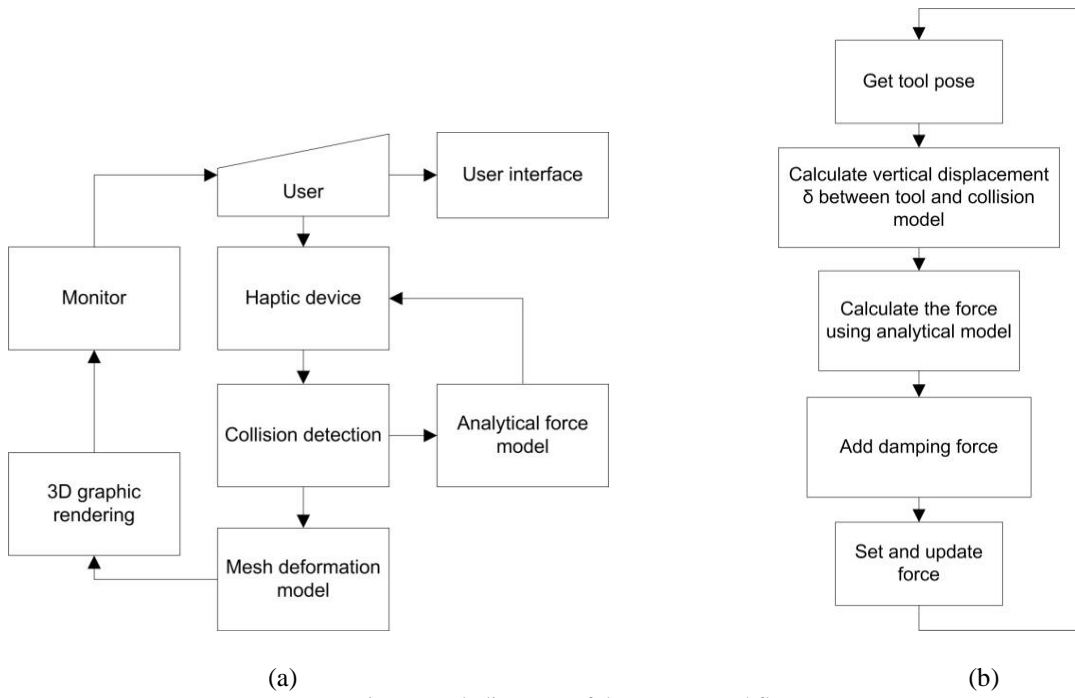 User
User interface
Monitor
Haptic device
Collision detection
Analytical force
model
3D graphic
rendering
Mesh deformation
model
(a)
Get tool pose
Calculate vertical displacement
δ between tool and collision
model
Calculate the force
using analytical model
Add damping force
Set and update
force
(b)